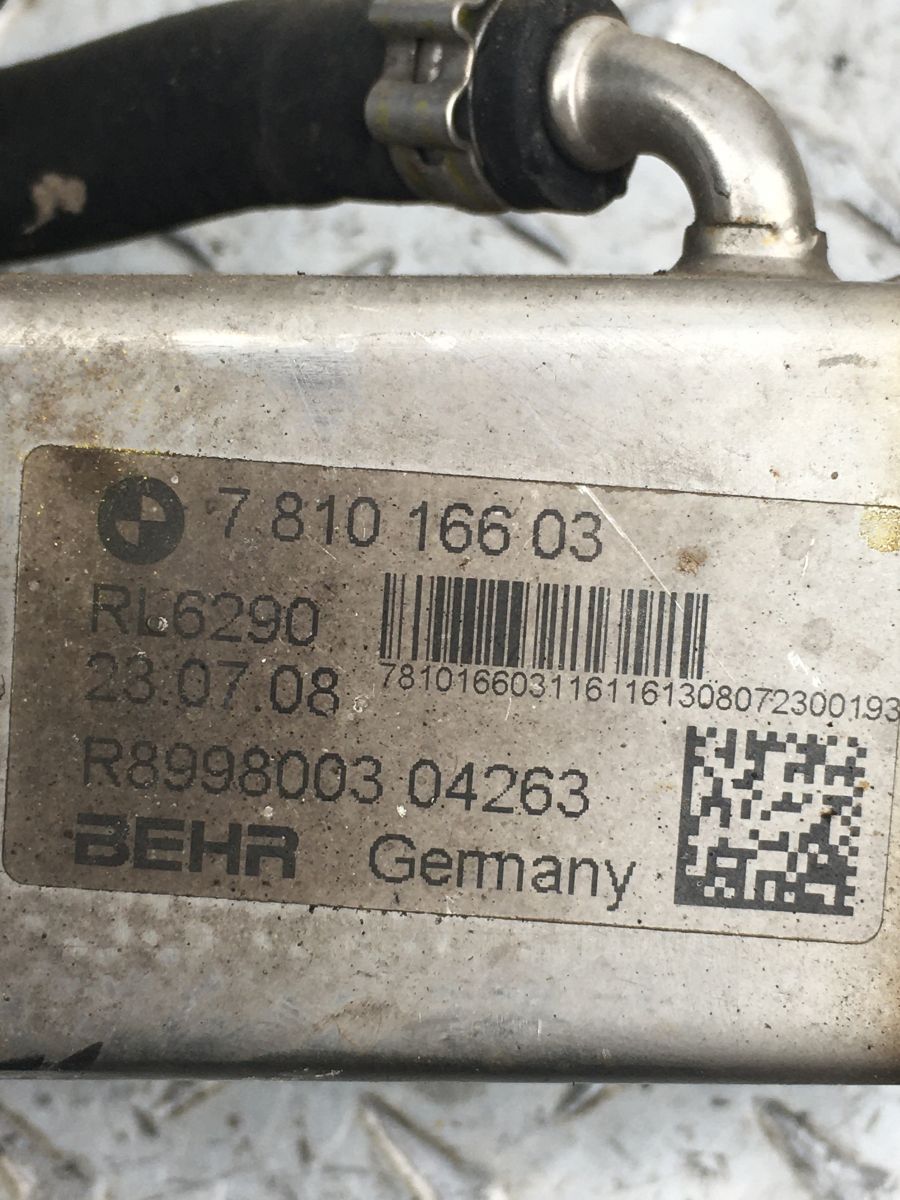 7 810 166 03
RL6290
23.07.08
7810166031161161308072300193
R8998003 04263
BEHR Germany